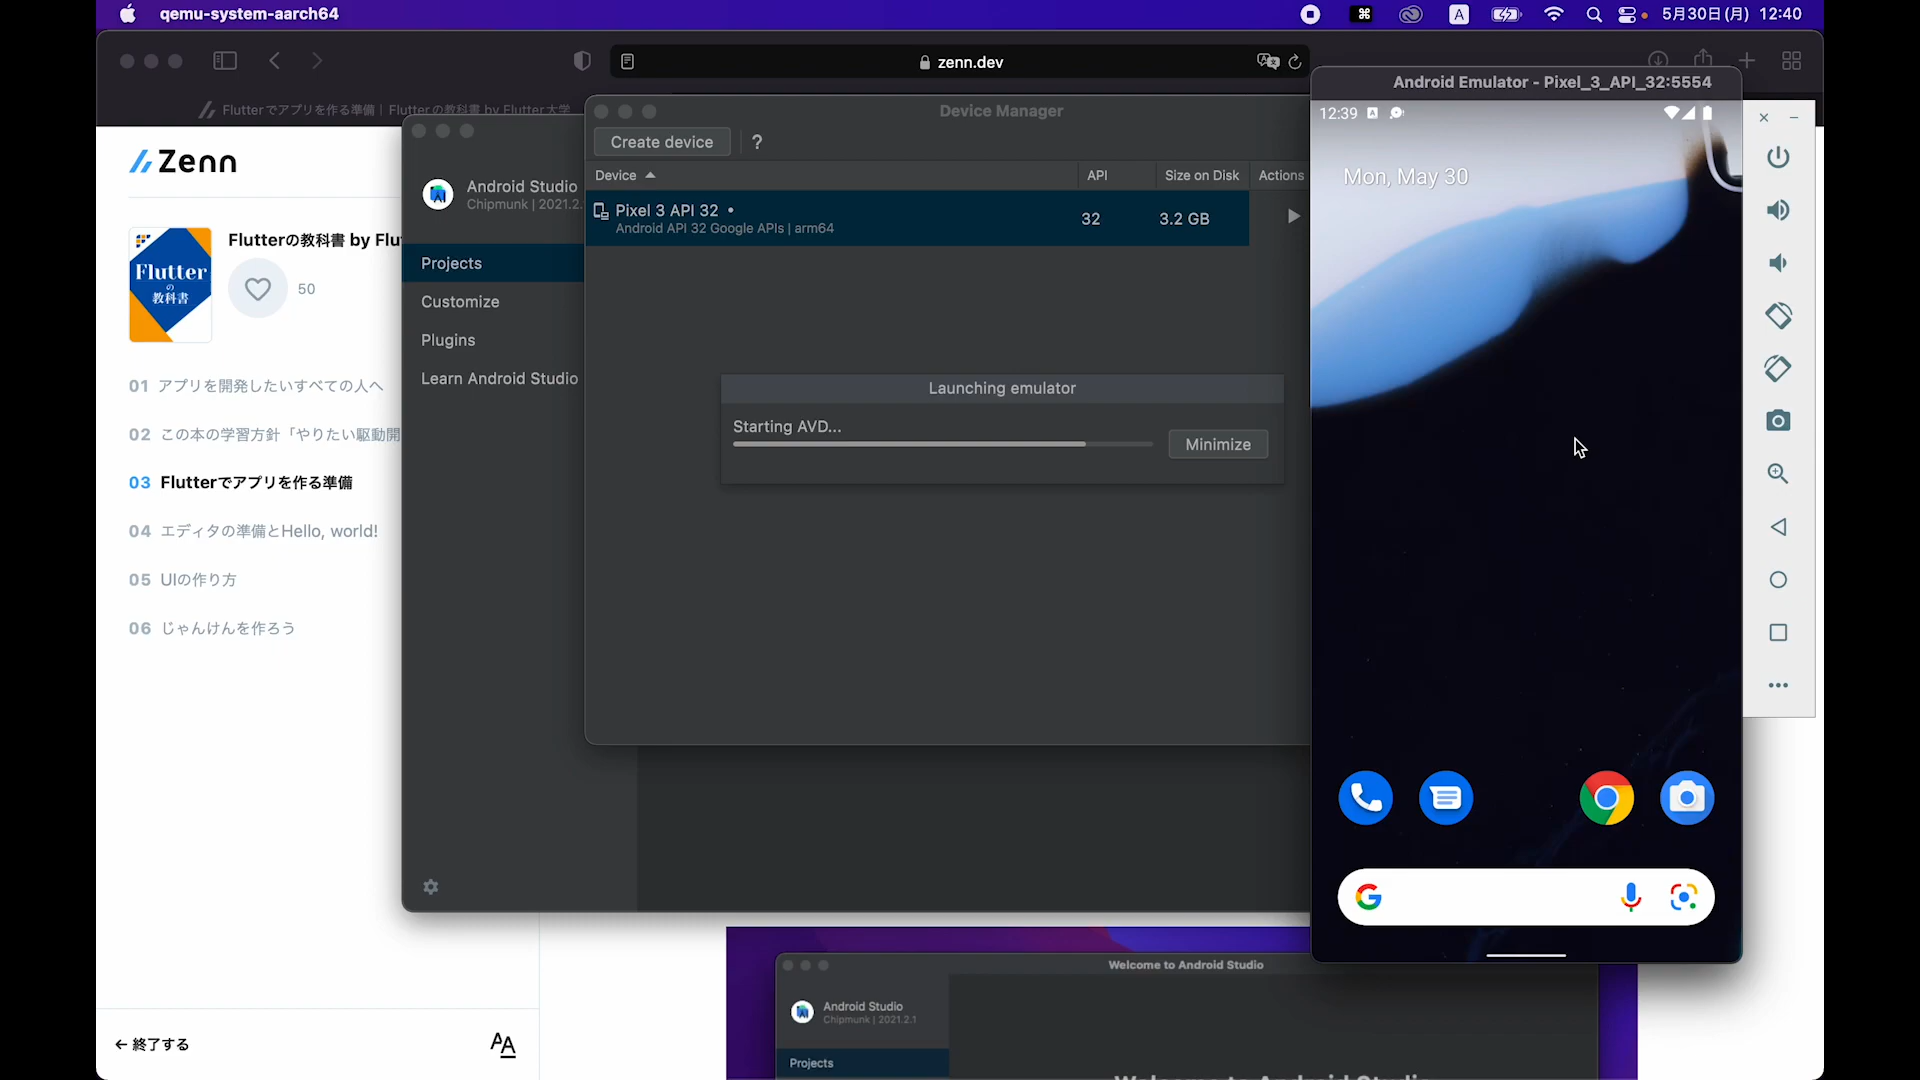 qemu-system-aarch64
A
5月30日(月) 12:40
zenn.dev
Flutterでアプリを作る準備 | Flutterの教科書 by Flutter大学
Zenn
Flutter
の
教科書
Flutterの教科書 by Flu
50
01 アプリを開発したいすべての人へ
02 この本の学習方針「やりたい駆動開
03 Flutterでアプリを作る準備
04 エディタの準備とHello, world!
05 UIの作り方
06 じゃんけんを作ろう
← 終了する
AA
Android Studio
Chipmunk | 2021.2.
Projects
Customize
Plugins
Learn Android Studio
Device Manager
Create device
?
Device API Size on Disk Actions
Pixel 3 API 32 •
Android API 32 Google APIs | arm64
32 3.2 GB
Launching emulator
Starting AVD...
Minimize
Android Emulator - Pixel_3_API_32:5554
12:39 A
Mon, May 30
G
Welcome to Android Studio
Android Studio
Chipmunk | 2021.2.1
Projects